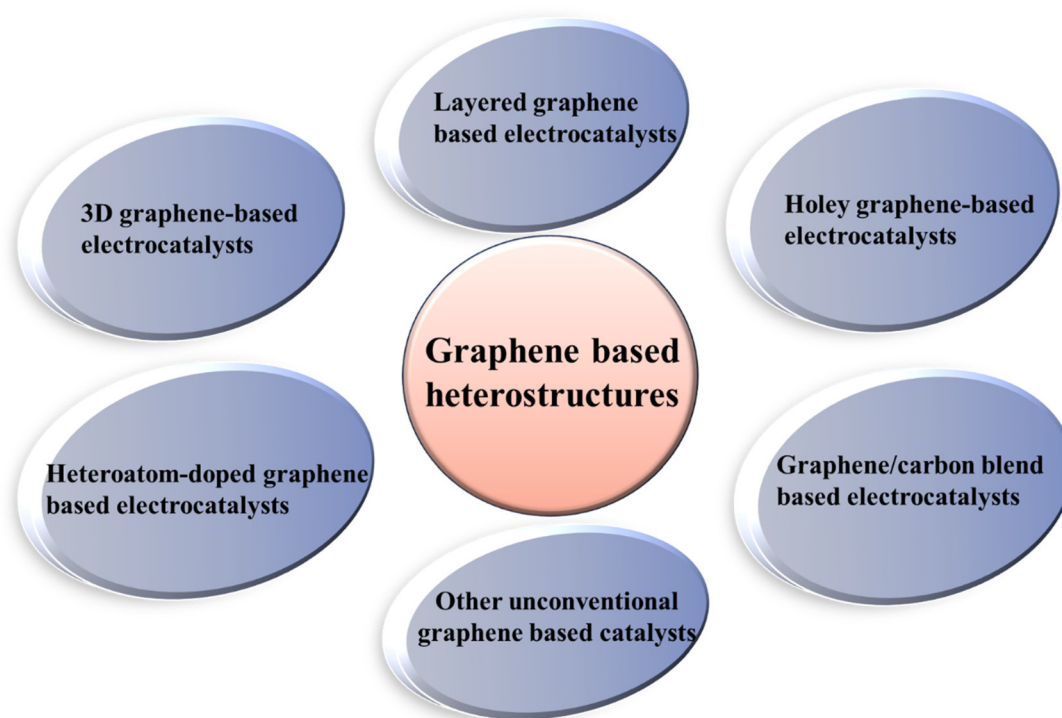 Layered graphene
based electrocatalysts
3D graphene-based
electrocatalysts
Holey graphene-based
electrocatalysts
Graphene based
heterostructures
Heteroatom-doped graphene
based electrocatalysts
Graphene/carbon blend
based electrocatalysts
Other unconventional
graphene based catalysts